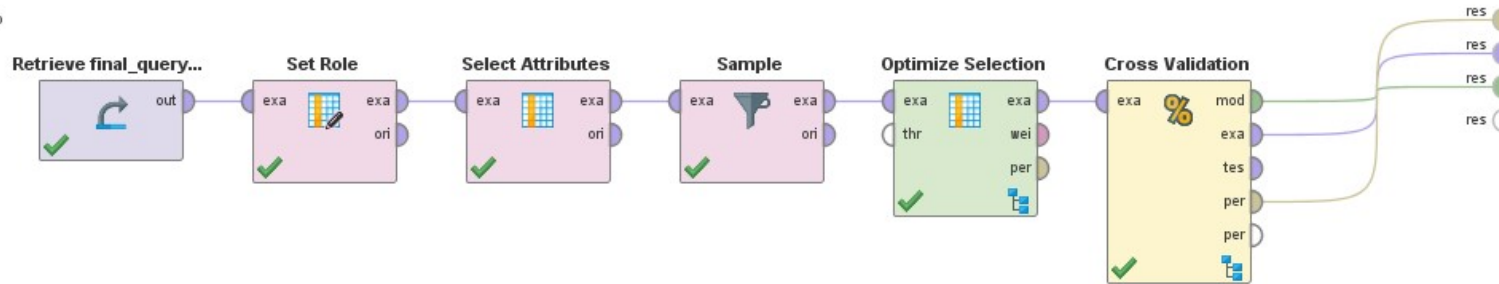 Retrieve final_query...
out
Set Role
exa exa
ori
Select Attributes
exa exa
ori
Sample
exa exa
ori
Optimize Selection
exa exa
thr wei
per
Cross Validation
exa % mod
exa
tes
per
per
res
res
res
res